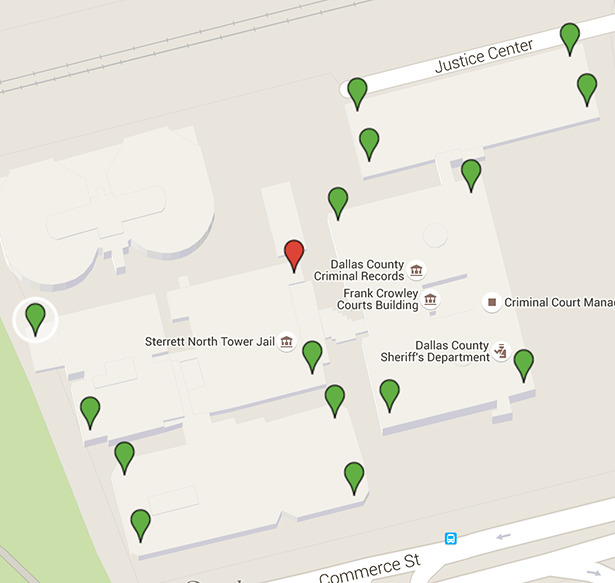 Justice Center
Dallas County
Criminal Records
Frank Crowley
Courts Building
Criminal Court Mana
Sterrett North Tower Jail
Dallas County
Sheriff's Department
Commerce St